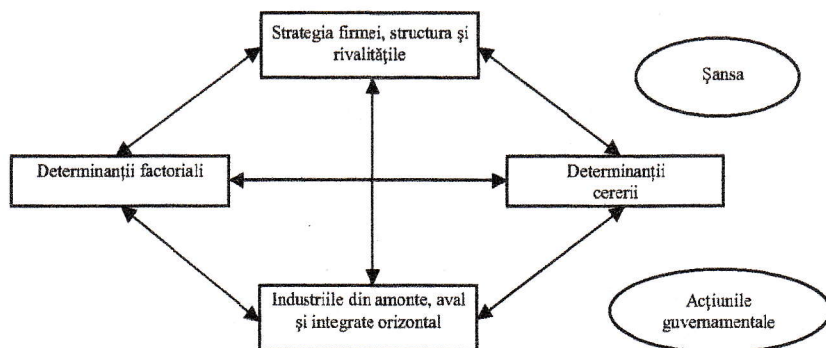 Strategia firmei, structura şi
rivalităţile
Şansa
Determinanţii factoriali
Determinanţii
cererii
Industriile din amonte, aval
şi integrate orizontal
Acţiunile
guvernamentale